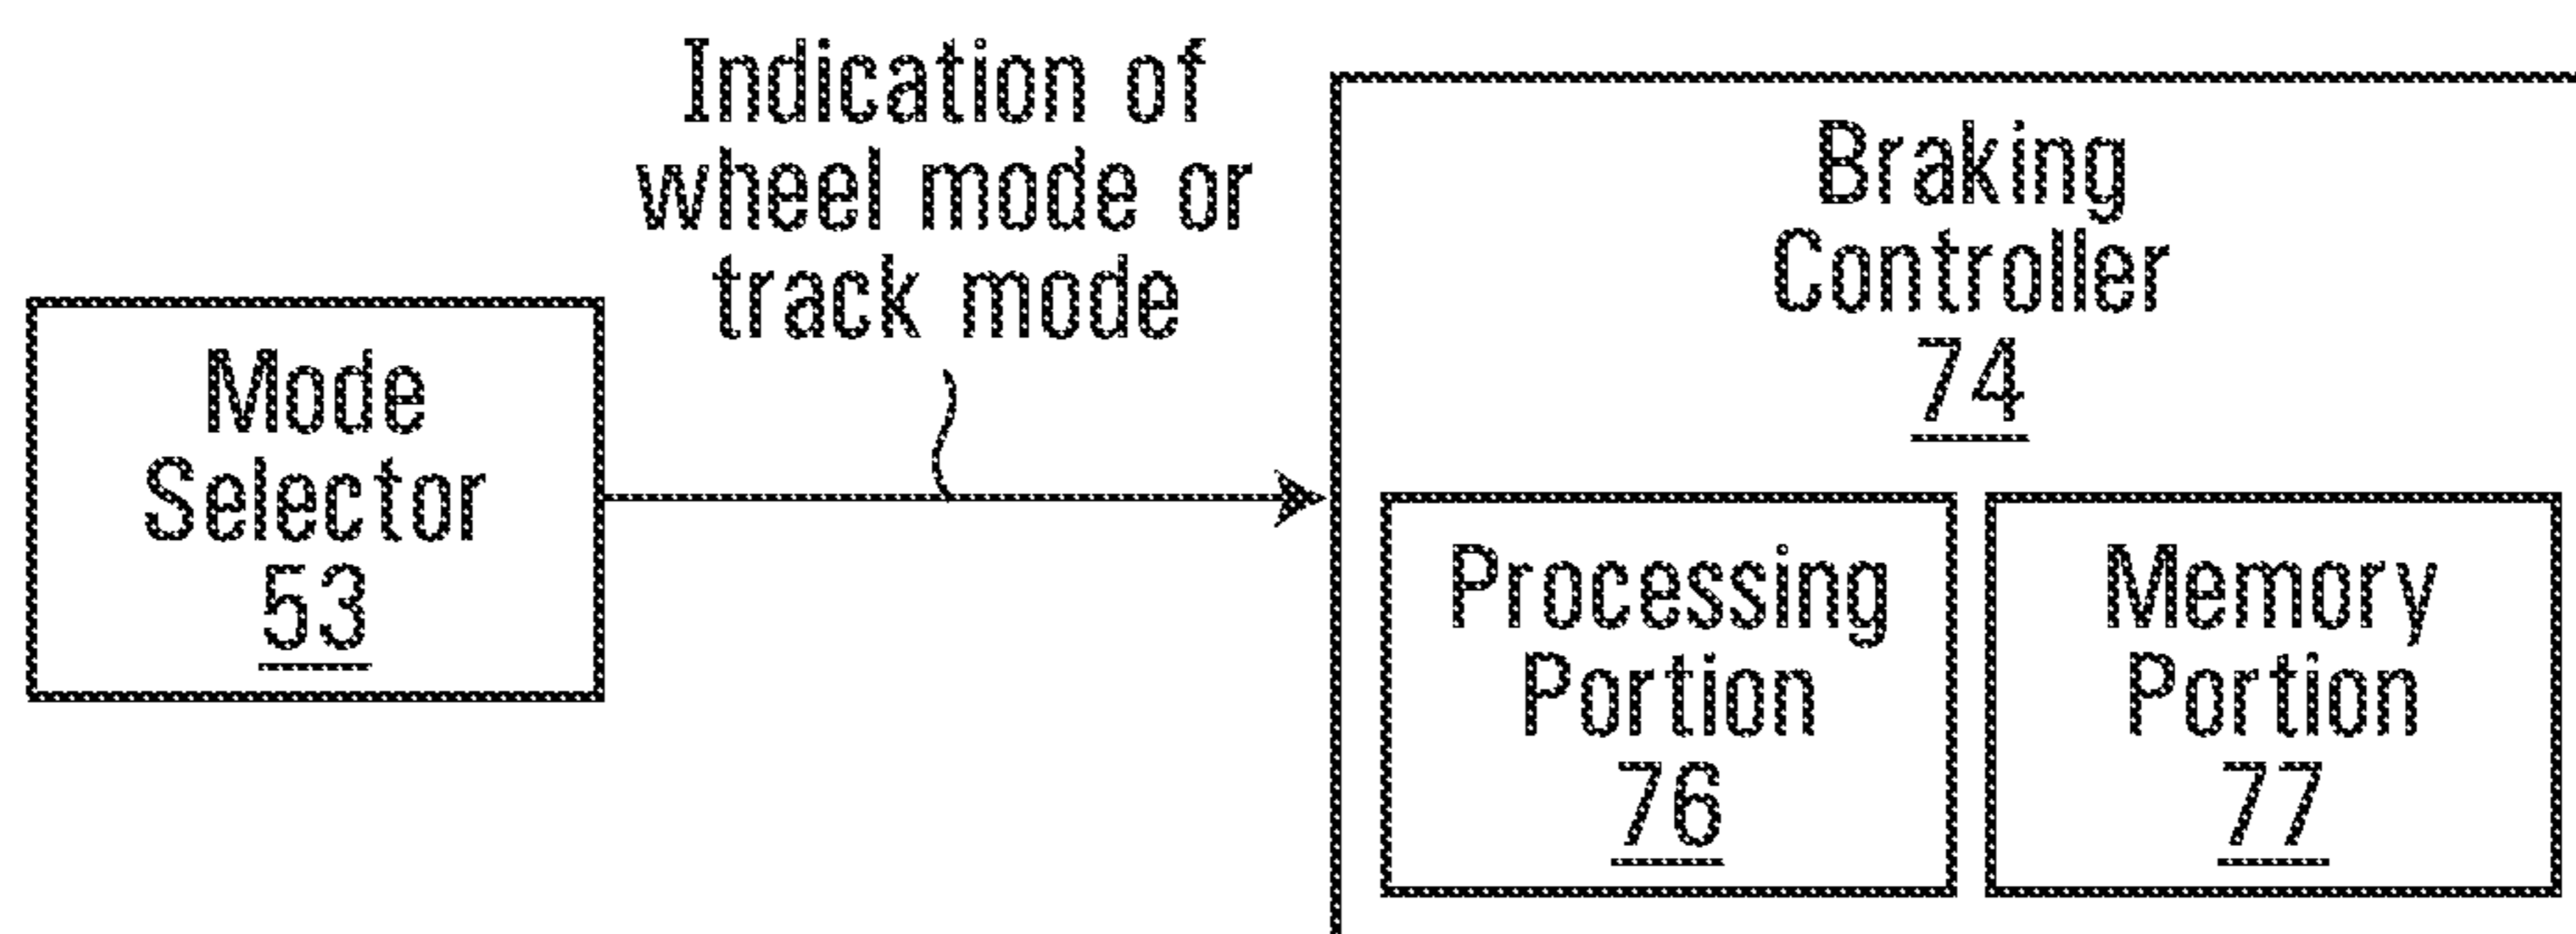 Indication of
wheel mode or
track mode
Mode
Selector
53
Braking
Controller
74
Processing
Portion
76
Memory
Portion
77